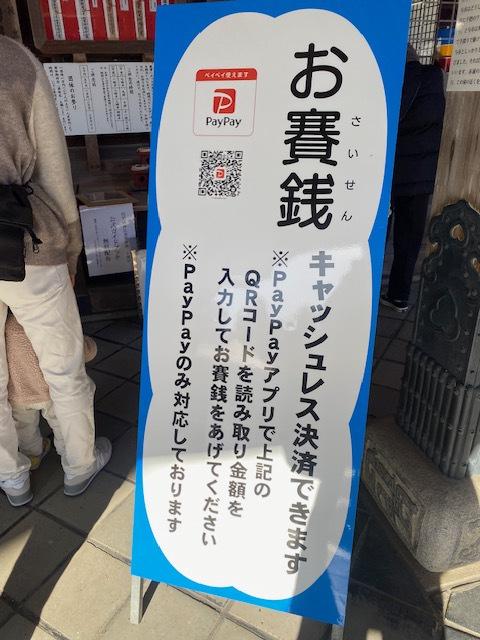 お賽銭
さいせん
キャッシュレス決済できます
※PayPayアプリで上記の
QRコードを読み取り金額を
入力してお賽銭をあげてください
※PayPayのみ対応しております
ペイペイ使えます
PayPay